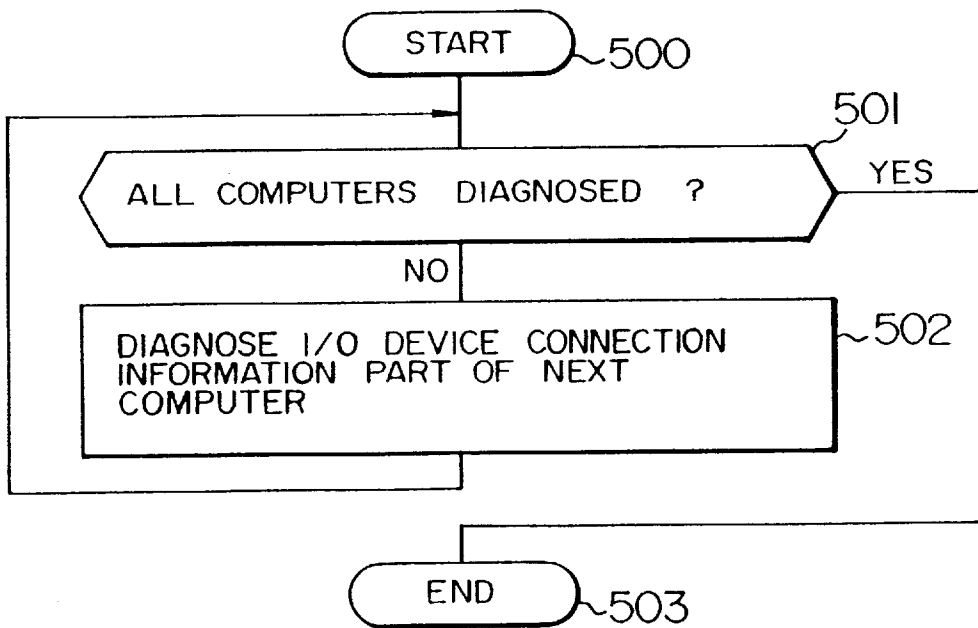 START
500
501
ALL COMPUTERS DIAGNOSED ?
YES
NO
502
DIAGNOSE I/O DEVICE CONNECTION
INFORMATION PART OF NEXT
COMPUTER
END
503